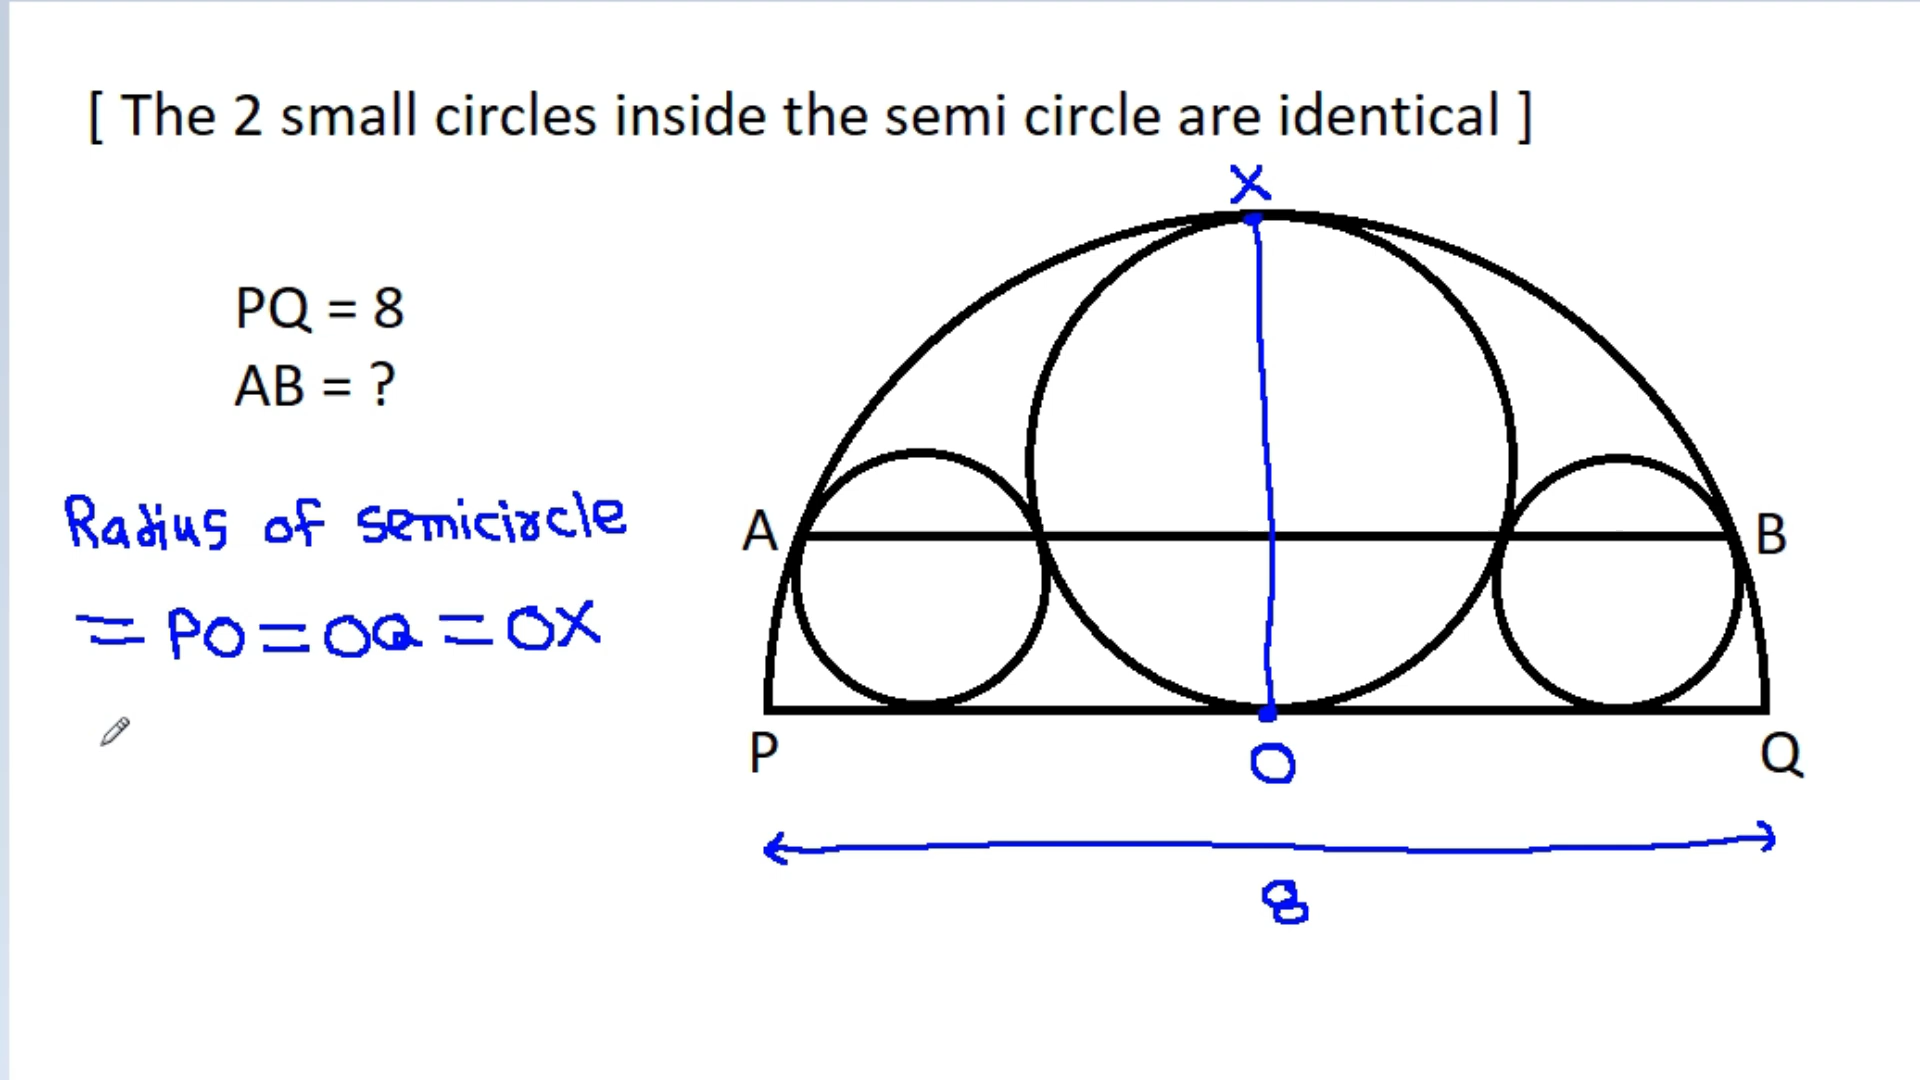 [ The 2 small circles inside the semi circle are identical ]
X
PQ = 8
AB = ?
Radius of semicircle
= PO = OQ = OX
A
B
P
O
Q
8